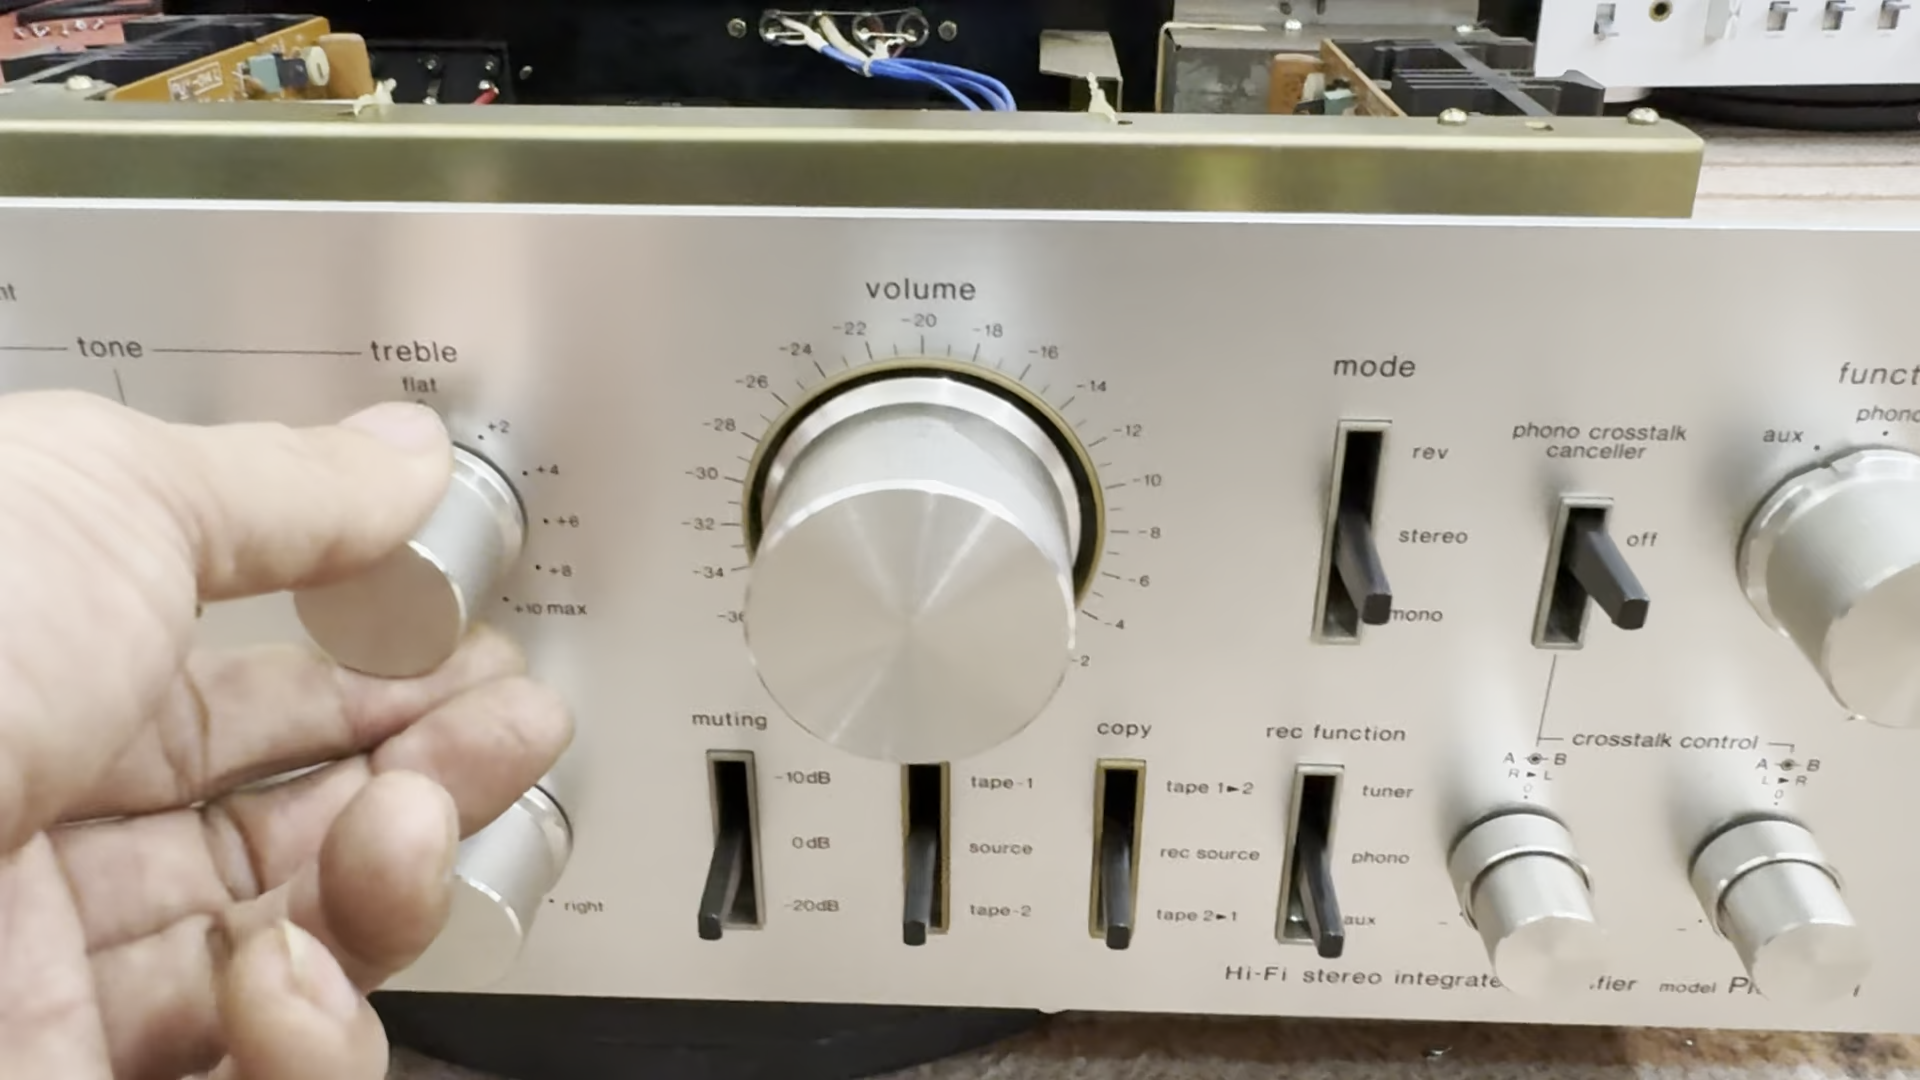 volume
-20
-22
-18
-24
-16
-26
-14
-28
-12
-30
-10
-32
-8
-34
-6
-4
-2
tone
treble
flat
+2
+4
+6
+8
+10 max
mode
rev
stereo
mono
phono crosstalk
canceller
off
aux
muting
-10dB
0dB
-20dB
tape-1
source
tape-2
copy
tape 1►2
rec source
tape 2►1
rec function
tuner
phono
aux
crosstalk control
A B
R ► L
0
A B
L ► R
0
right
Hi-Fi stereo
model